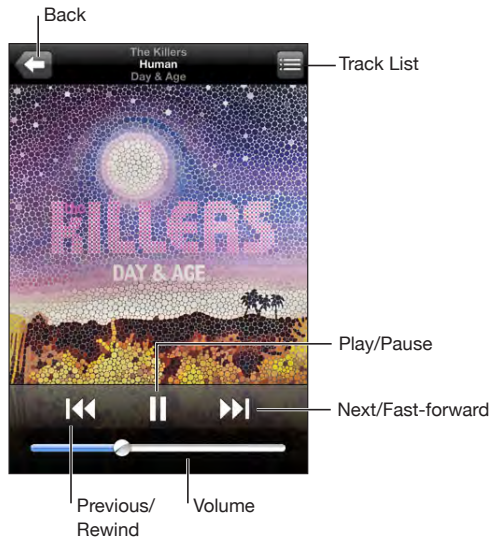 Back
The Killers
Human
Day & Age
Track List
The
KILLERS
DAY & AGE
Play/Pause
Next/Fast-forward
Previous/
Rewind
Volume